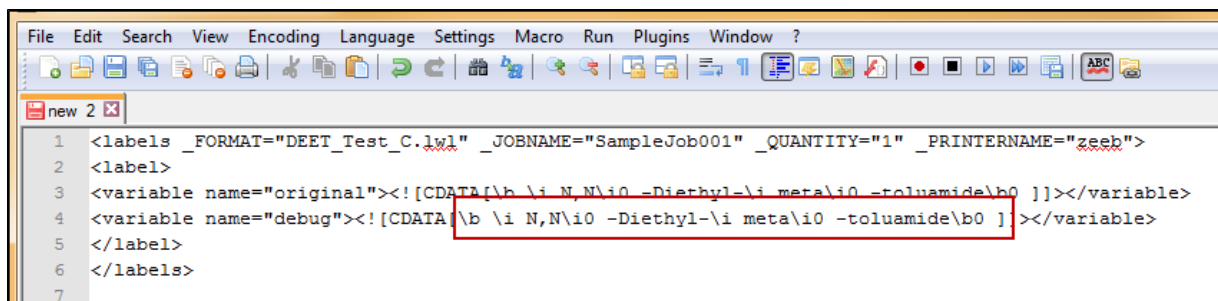 File Edit Search View Encoding Language Settings Macro Run Plugins Window ?
ABC
new 2
1 <labels _FORMAT="DEET_Test_C.lwl" _JOBNAME="SampleJob001" _QUANTITY="1" _PRINTERNAME="zeeb">
2 <label>
3 <variable name="original"><![CDATA[\b \i N,N\i0 -Diethyl-\i meta\i0 -toluamide\b0 ]]></variable>
4 <variable name="debug"><![CDATA[\b \i N,N\i0 -Diethyl-\i meta\i0 -toluamide\b0 ]]></variable>
5 </label>
6 </labels>
7